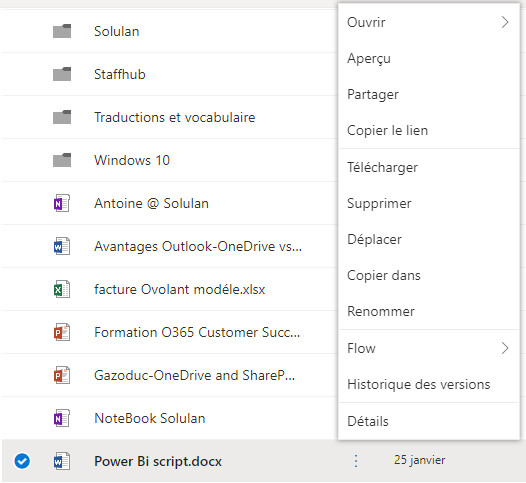 Solulan
Staffhub
Traductions et vocabulaire
Windows 10
Antoine @ Solulan
Avantages Outlook-OneDrive vs...
facture Ovolant modéle.xlsx
Formation O365 Customer Succ...
Gazoduc-OneDrive and ShareP...
NoteBook Solulan
Power Bi script.docx
25 janvier
Ouvrir
Aperçu
Partager
Copier le lien
Télécharger
Supprimer
Déplacer
Copier dans
Renommer
Flow
Historique des versions
Détails